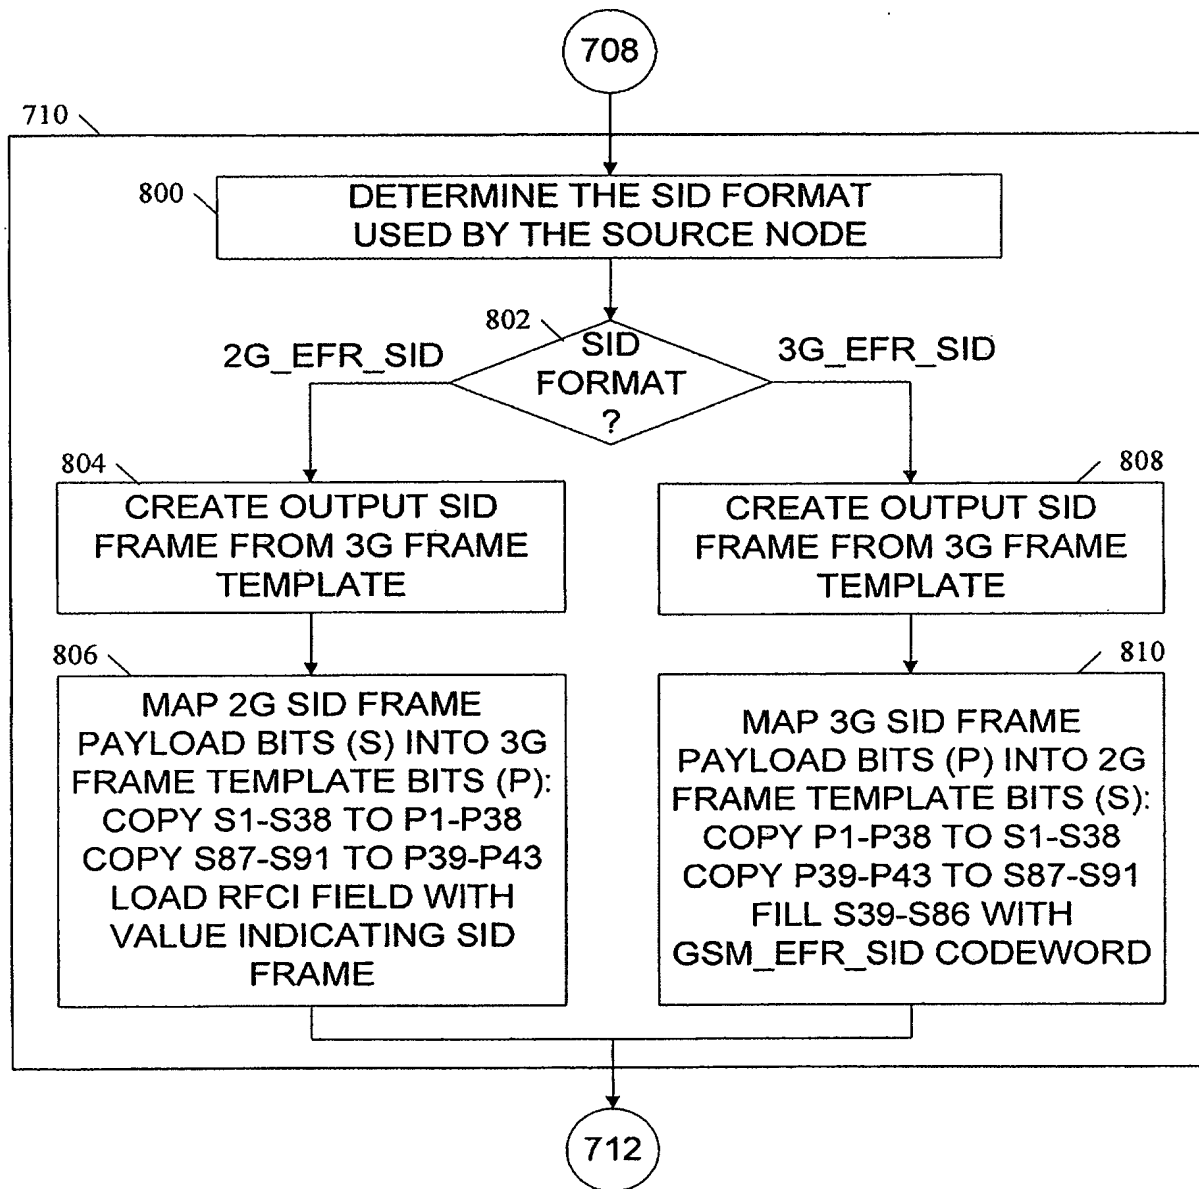 708
710
800
DETERMINE THE SID FORMAT
USED BY THE SOURCE NODE
802
SID
FORMAT
?
2G_EFR_SID
3G_EFR_SID
804
CREATE OUTPUT SID
FRAME FROM 3G FRAME
TEMPLATE
808
CREATE OUTPUT SID
FRAME FROM 3G FRAME
TEMPLATE
806
MAP 2G SID FRAME
PAYLOAD BITS (S) INTO 3G
FRAME TEMPLATE BITS (P):
COPY S1-S38 TO P1-P38
COPY S87-S91 TO P39-P43
LOAD RFCI FIELD WITH
VALUE INDICATING SID
FRAME
810
MAP 3G SID FRAME
PAYLOAD BITS (P) INTO 2G
FRAME TEMPLATE BITS (S):
COPY P1-P38 TO S1-S38
COPY P39-P43 TO S87-S91
FILL S39-S86 WITH
GSM_EFR_SID CODEWORD
712